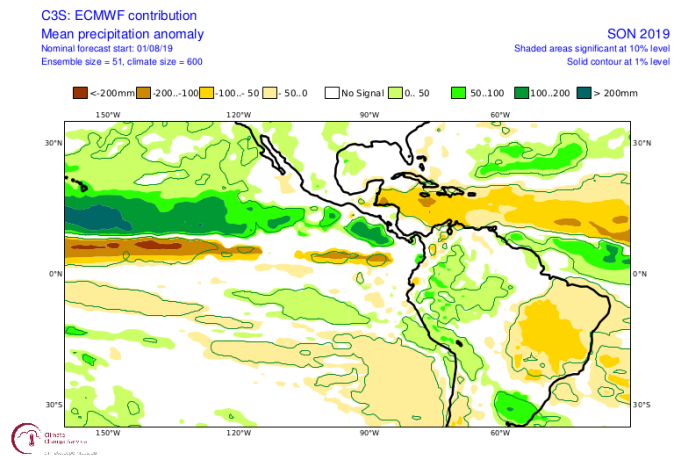 C3S: ECMWF contribution
Mean precipitation anomaly SON 2019
Nominal forecast start: 01/08/19 Shaded areas significant at 10% level
Ensemble size = 51, climate size = 600 Solid contour at 1% level
<-200mm -200..-100 -100..- 50 - 50..0 No Signal 0.. 50 50..100 100..200 > 200mm
150°W 120°W 90°W 60°W
30°N 30°N
0°N 0°N
30°S 30°S
150°W 120°W 90°W 60°W
Climate
Change Service